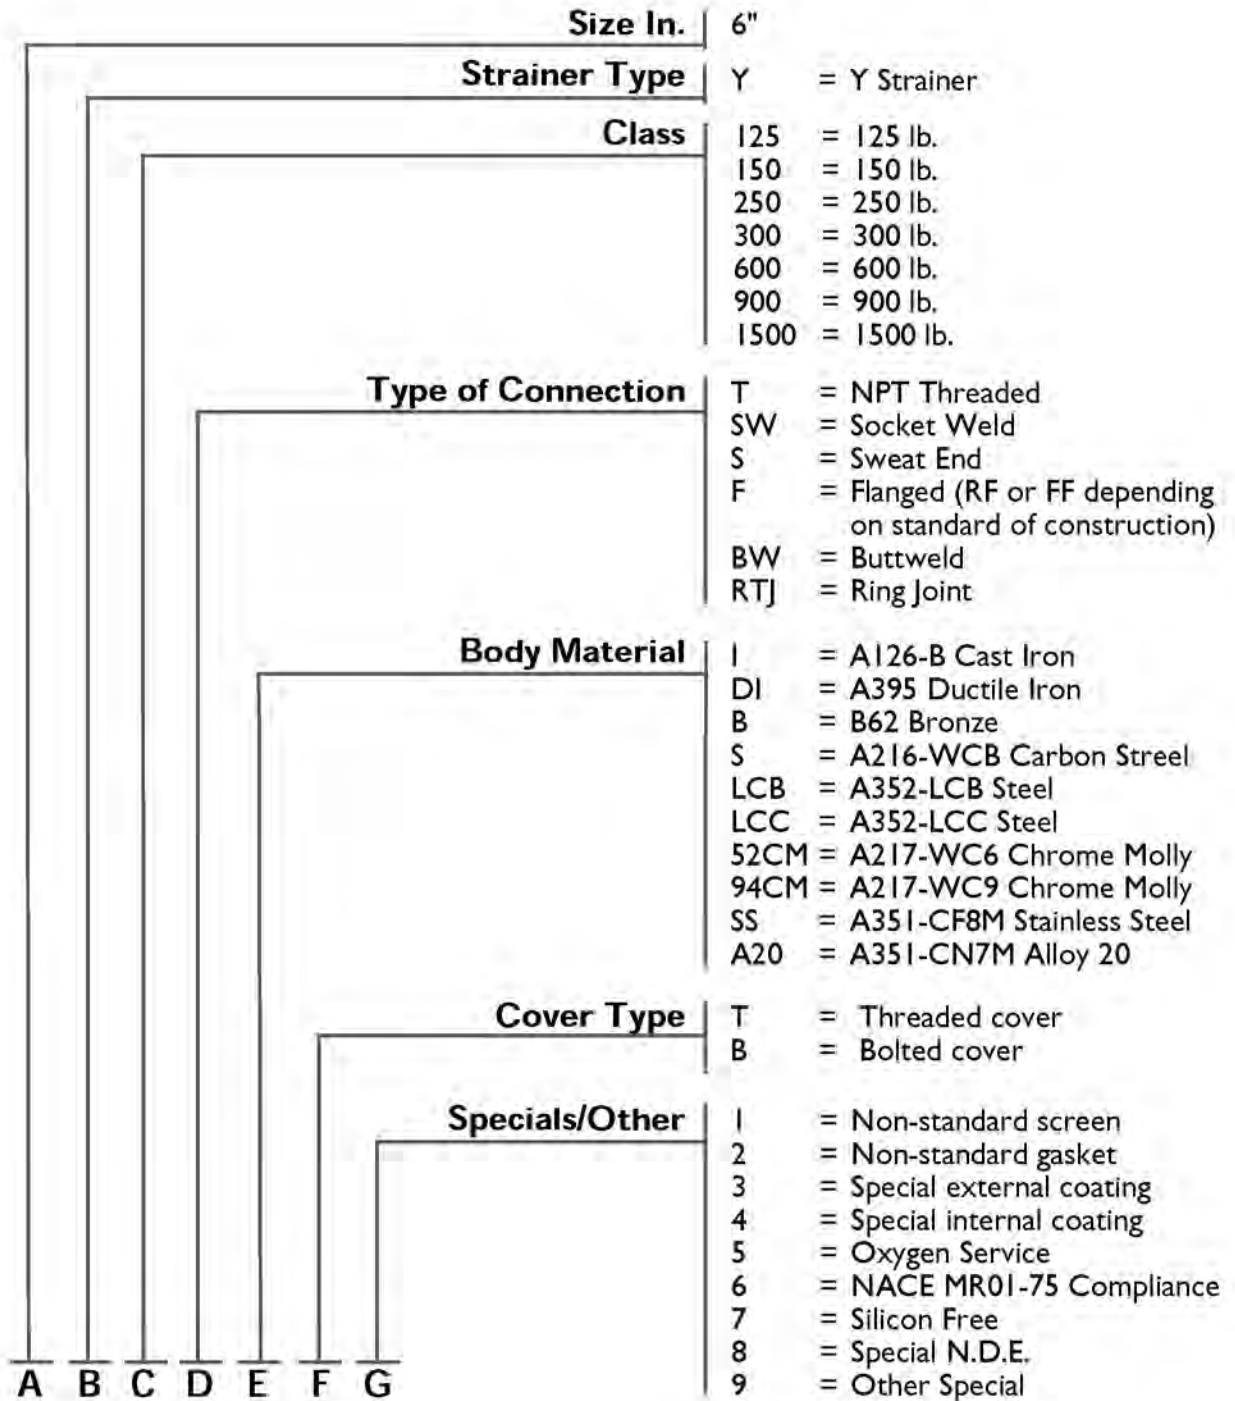 Size In. 6"
Strainer Type Y = Y Strainer
Class 125 = 125 lb.
150 = 150 lb.
250 = 250 lb.
300 = 300 lb.
600 = 600 lb.
900 = 900 lb.
1500 = 1500 lb.
Type of Connection T = NPT Threaded
SW = Socket Weld
S = Sweat End
F = Flanged (RF or FF depending
on standard of construction)
BW = Buttweld
RTJ = Ring Joint
Body Material I = A126-B Cast Iron
DI = A395 Ductile Iron
B = B62 Bronze
S = A216-WCB Carbon Streel
LCB = A352-LCB Steel
LCC = A352-LCC Steel
52CM = A217-WC6 Chrome Molly
94CM = A217-WC9 Chrome Molly
SS = A351-CF8M Stainless Steel
A20 = A351-CN7M Alloy 20
Cover Type T = Threaded cover
B = Bolted cover
Specials/Other 1 = Non-standard screen
2 = Non-standard gasket
3 = Special external coating
4 = Special internal coating
5 = Oxygen Service
6 = NACE MR01-75 Compliance
7 = Silicon Free
8 = Special N.D.E.
9 = Other Special
A B C D E F G